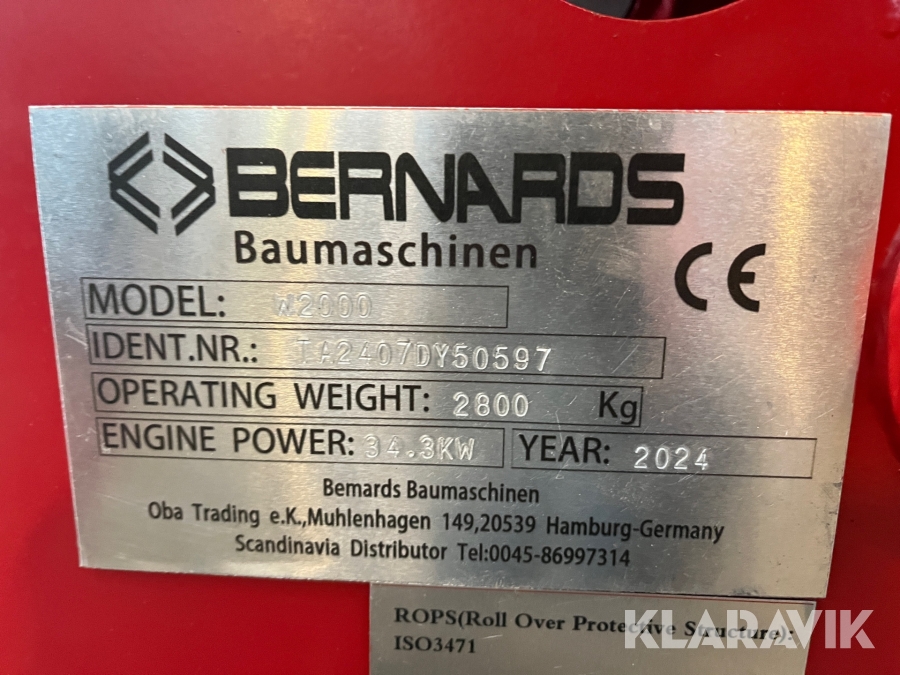 BERNARDS
Baumaschinen
CE
MODEL: W2000
IDENT.NR.: TA2407DY50597
OPERATING WEIGHT: 2800 Kg
ENGINE POWER: 34.3KW YEAR: 2024
Bemards Baumaschinen
Oba Trading e.K.,Muhlenhagen 149,20539 Hamburg-Germany
Scandinavia Distributor Tel:0045-86997314
ROPS(Roll Over Protective Structure):
ISO3471
KLARAVIK